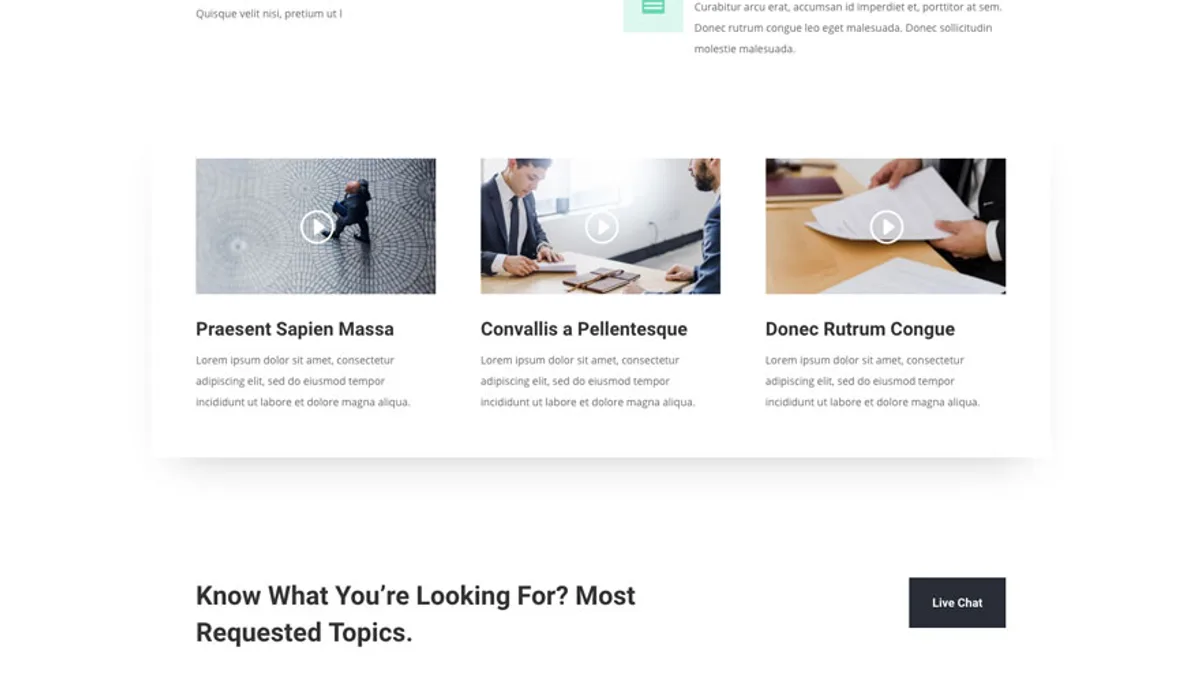 Quisque velit nisi, pretium ut l
Curabitur arcu erat, accumsan id imperdiet et, porttitor at sem.
Donec rutrum congue leo eget malesuada. Donec sollicitudin
molestie malesuada.
Praesent Sapien Massa
Lorem ipsum dolor sit amet, consectetur
adipiscing elit, sed do eiusmod tempor
incididunt ut labore et dolore magna aliqua.
Convallis a Pellentesque
Lorem ipsum dolor sit amet, consectetur
adipiscing elit, sed do eiusmod tempor
incididunt ut labore et dolore magna aliqua.
Donec Rutrum Congue
Lorem ipsum dolor sit amet, consectetur
adipiscing elit, sed do eiusmod tempor
incididunt ut labore et dolore magna aliqua.
Know What You’re Looking For? Most
Requested Topics.
Live Chat